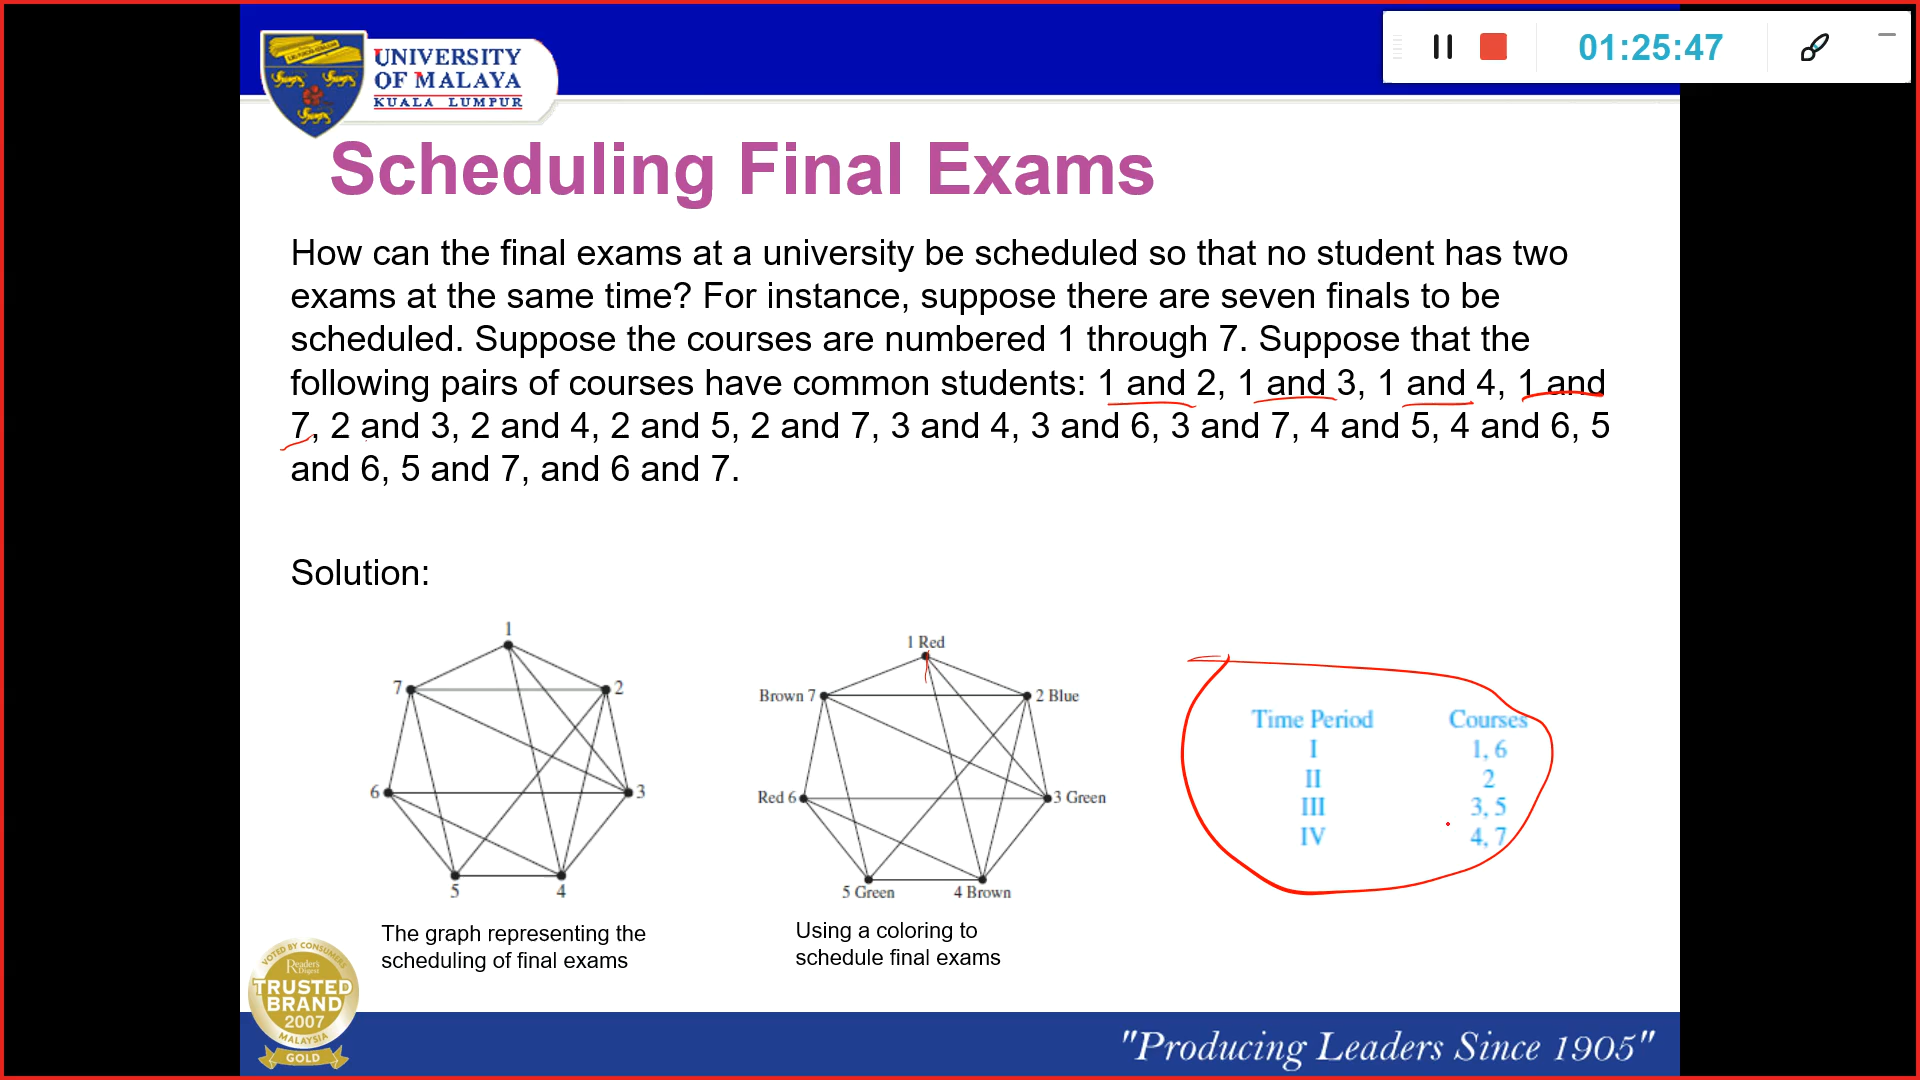 UNIVERSITY
OF MALAYA
KUALA LUMPUR
01:25:47
Scheduling Final Exams
How can the final exams at a university be scheduled so that no student has two
exams at the same time? For instance, suppose there are seven finals to be
scheduled. Suppose the courses are numbered 1 through 7. Suppose that the
following pairs of courses have common students: 1 and 2, 1 and 3, 1 and 4, 1 and
7, 2 and 3, 2 and 4, 2 and 5, 2 and 7, 3 and 4, 3 and 6, 3 and 7, 4 and 5, 4 and 6, 5
and 6, 5 and 7, and 6 and 7.
Solution:
1
7
2
6
3
5
4
The graph representing the
scheduling of final exams
1 Red
Brown 7
2 Blue
Red 6
3 Green
5 Green
4 Brown
Using a coloring to
schedule final exams
Time Period Courses
I 1, 6
II 2
III 3, 5
IV 4, 7
VOTED BY CONSUMERS
Reader's
Digest
TRUSTED
BRAND
2007
MALAYSIA
GOLD
"Producing Leaders Since 1905"